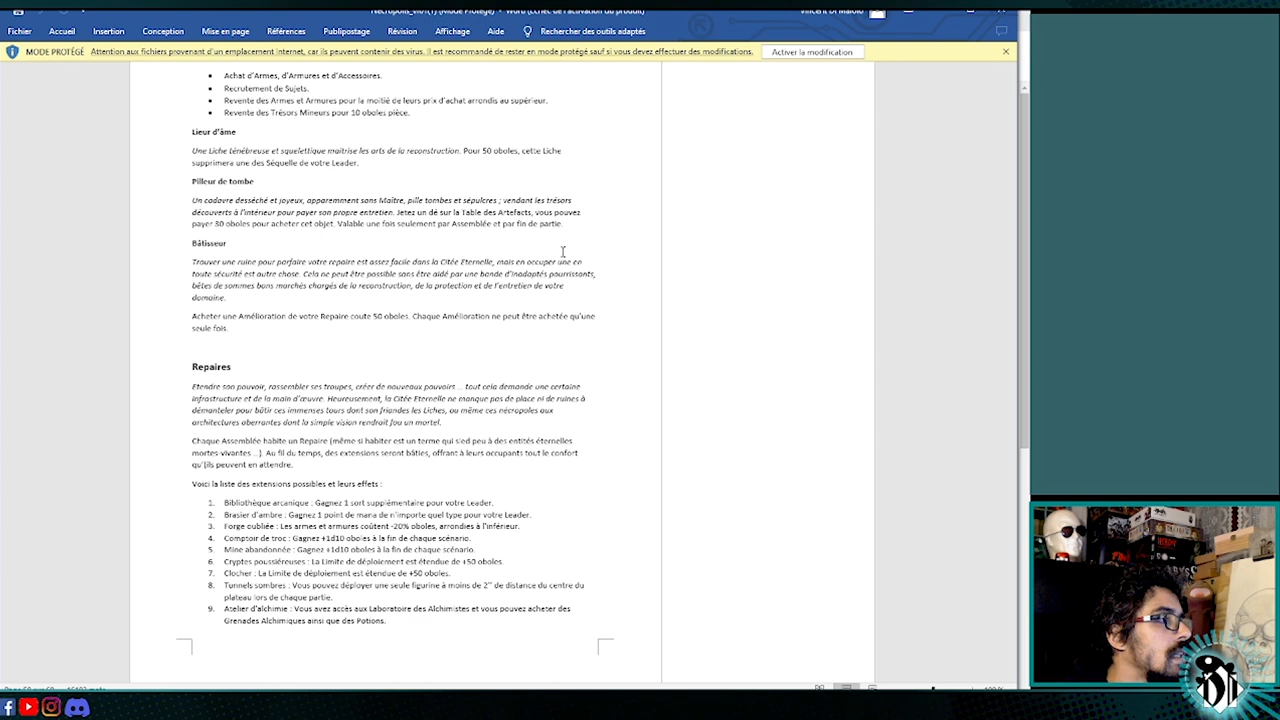 Necropolis_v101(1) (Mode Protégé) - Word (Échec de l'activation du produit)
Vincent Di Maiolo
Fichier Accueil Insertion Conception Mise en page Références Publipostage Révision Affichage Aide Rechercher des outils adaptés
MODE PROTÉGÉ Attention aux fichiers provenant d'un emplacement Internet, car ils peuvent contenir des virus. Il est recommandé de rester en mode protégé sauf si vous devez effectuer des modifications. Activer la modification
• Achat d'Armes, d'Armures et d'Accessoires.
• Recrutement de Sujets.
• Revente des Armes et Armures pour la moitié de leurs prix d'achat arrondis au supérieur.
• Revente des Trésors Mineurs pour 10 oboles pièce.
Lieur d'âme
Une Liche ténébreuse et squelettique maitrise les arts de la reconstruction. Pour 50 oboles, cette Liche
supprimera une des Séquelle de votre Leader.
Pilleur de tombe
Un cadavre desséché et joyeux, apparemment sans Maître, pille tombes et sépulcres ; vendant les trésors
découverts à l'intérieur pour payer son propre entretien. Jetez un dé sur la Table des Artefacts, vous pouvez
payer 30 oboles pour acheter cet objet. Valable une fois seulement par Assemblée et par fin de partie.
Bâtisseur
Trouver une ruine pour parfaire votre repaire est assez facile dans la Citée Eternelle, mais en occuper une en
toute sécurité est autre chose. Cela ne peut être possible sans être aidé par une bande d'inadaptés pourrissants,
bêtes de sommes bons marchés chargés de la reconstruction, de la protection et de l'entretien de votre
domaine.
Acheter une Amélioration de votre Repaire coute 50 oboles. Chaque Amélioration ne peut être achetée qu'une
seule fois.
Repaires
Etendre son pouvoir, rassembler ses troupes, créer de nouveaux pouvoirs ... tout cela demande une certaine
infrastructure et de la main d'œuvre. Heureusement, la Citée Eternelle ne manque pas de place ni de ruines à
démanteler pour bâtir ces immenses tours dont son friandes les Liches, ou même ces nécropoles aux
architectures aberrantes dont la simple vision rendrait fou un mortel.
Chaque Assemblée habite un Repaire (même si habiter est un terme qui sied peu à des entités éternelles
mortes-vivantes ...). Au fil du temps, des extensions seront bâties, offrant à leurs occupants tout le confort
qu'ils peuvent en attendre.
Voici la liste des extensions possibles et leurs effets :
1. Bibliothèque arcanique : Gagnez 1 sort supplémentaire pour votre Leader.
2. Brasier d'ambre : Gagnez 1 point de mana de n'importe quel type pour votre Leader.
3. Forge oubliée : Les armes et armures coûtent -20% oboles, arrondies à l'inférieur.
4. Comptoir de troc : Gagnez +1d10 oboles à la fin de chaque scénario.
5. Mine abandonnée : Gagnez +1d10 oboles à la fin de chaque scénario.
6. Cryptes poussiéreuses : La Limite de déploiement est étendue de +50 oboles.
7. Clocher : La Limite de déploiement est étendue de +50 oboles.
8. Tunnels sombres : Vous pouvez déployer une seule figurine à moins de 2'' de distance du centre du
plateau lors de chaque partie.
9. Atelier d'alchimie : Vous avez accès aux Laboratoire des Alchimistes et vous pouvez acheter des
Grenades Alchimiques ainsi que des Potions.